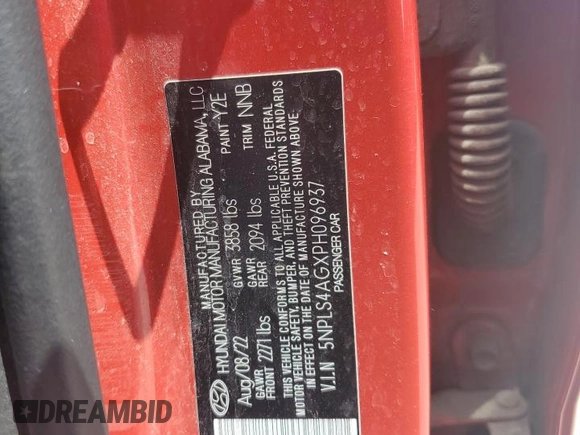 MANUFACTURED BY
HYUNDAI MOTOR MANUFACTURING ALABAMA, LLC
Aug/08/22 GVWR 3858 lbs PAINT Y2E
GAWR FRONT 2271 lbs GAWR REAR 2094 lbs TRIM NNB
THIS VEHICLE CONFORMS TO ALL APPLICABLE U.S.A. FEDERAL
MOTOR VEHICLE SAFETY, BUMPER, AND THEFT PREVENTION STANDARDS
IN EFFECT ON THE DATE OF MANUFACTURE SHOWN ABOVE.
V.I.N 5NPLS4AGXPH096937
PASSENGER CAR
DREAMBID